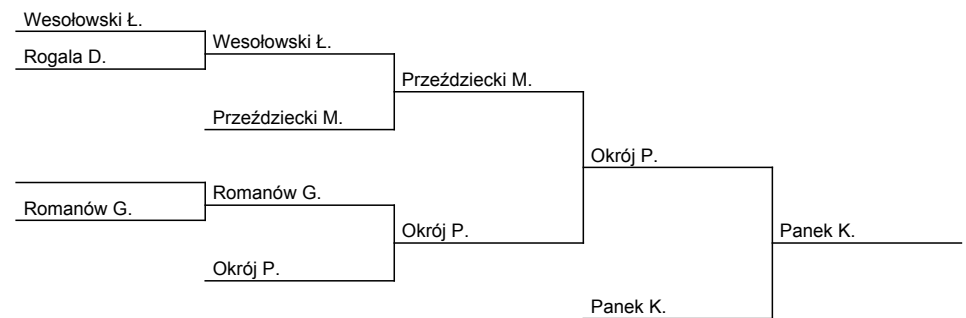 Wesołowski Ł.
Rogala D.
Wesołowski Ł.
Przeździecki M.
Przeździecki M.
Okrój P.
Romanów G.
Romanów G.
Okrój P.
Panek K.
Okrój P.
Panek K.